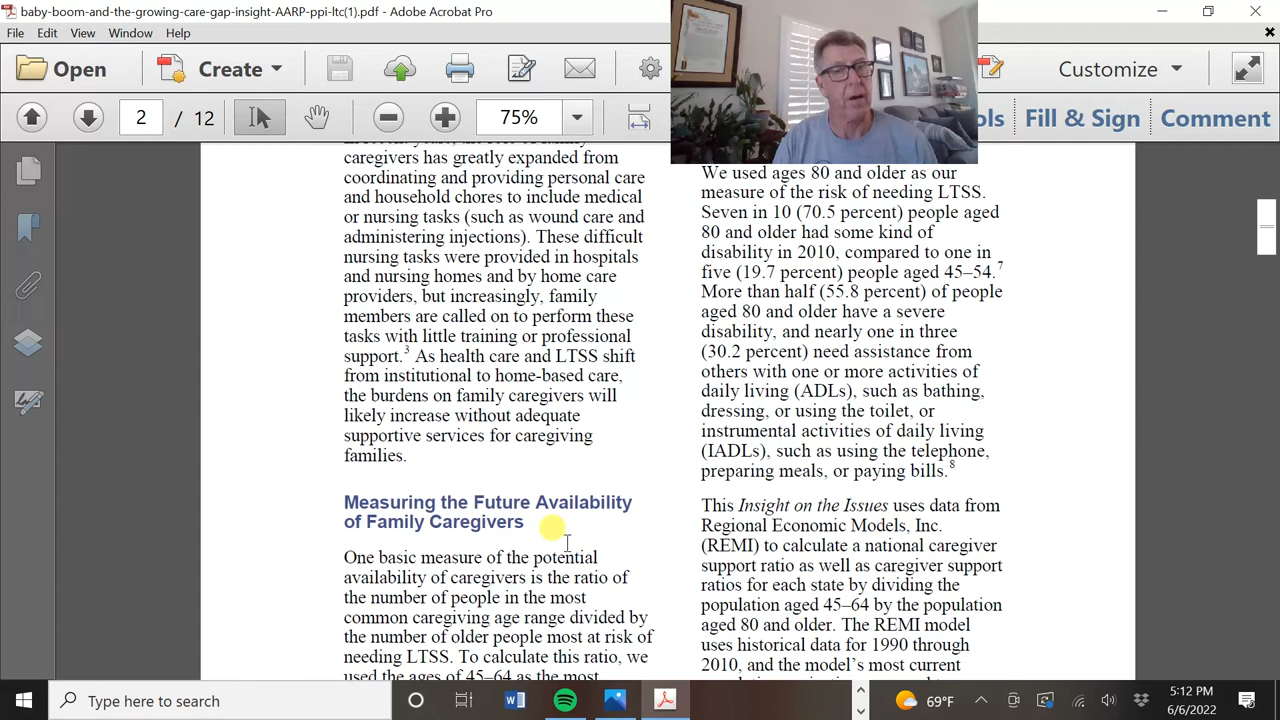 baby-boom-and-the-growing-care-gap-insight-AARP-ppi-ltc(1).pdf - Adobe Acrobat Pro
File Edit View Window Help
Open Create Customize
2 / 12 75% Fill & Sign Comment
caregivers has greatly expanded from
coordinating and providing personal care
and household chores to include medical
or nursing tasks (such as wound care and
administering injections). These difficult
nursing tasks were provided in hospitals
and nursing homes and by home care
providers, but increasingly, family
members are called on to perform these
tasks with little training or professional
support.3 As health care and LTSS shift
from institutional to home-based care,
the burdens on family caregivers will
likely increase without adequate
supportive services for caregiving
families.
Measuring the Future Availability
of Family Caregivers
One basic measure of the potential
availability of caregivers is the ratio of
the number of people in the most
common caregiving age range divided by
the number of older people most at risk of
needing LTSS. To calculate this ratio, we
used the ages of 45–64 as the most
We used ages 80 and older as our
measure of the risk of needing LTSS.
Seven in 10 (70.5 percent) people aged
80 and older had some kind of
disability in 2010, compared to one in
five (19.7 percent) people aged 45–54.7
More than half (55.8 percent) of people
aged 80 and older have a severe
disability, and nearly one in three
(30.2 percent) need assistance from
others with one or more activities of
daily living (ADLs), such as bathing,
dressing, or using the toilet, or
instrumental activities of daily living
(IADLs), such as using the telephone,
preparing meals, or paying bills.8
This Insight on the Issues uses data from
Regional Economic Models, Inc.
(REMI) to calculate a national caregiver
support ratio as well as caregiver support
ratios for each state by dividing the
population aged 45–64 by the population
aged 80 and older. The REMI model
uses historical data for 1990 through
2010, and the model's most current
Type here to search
69°F
5:12 PM
6/6/2022